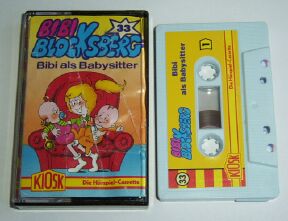 BIBI
BLOCKSBERG
33
Bibi als Babysitter
KIOSK
Die Hörspiel-Cassette
BIBI
BLOCKSBERG
Bibi
als Babysitter
1
33
KIOSK
Die Hörspiel-Cassette